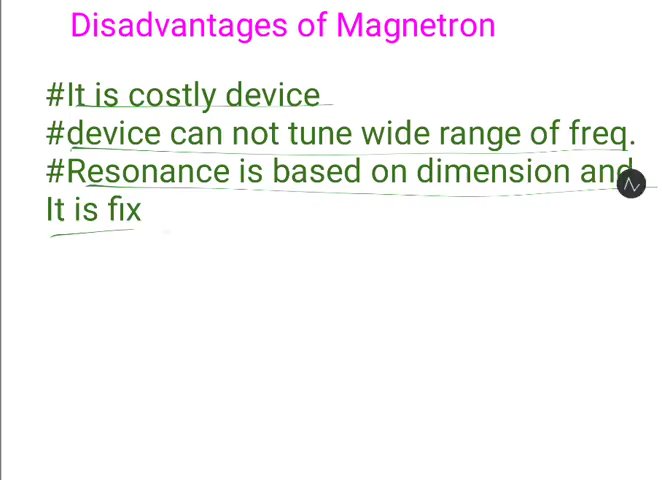 Disadvantages of Magnetron
#It is costly device
#device can not tune wide range of freq.
#Resonance is based on dimension and
It is fix